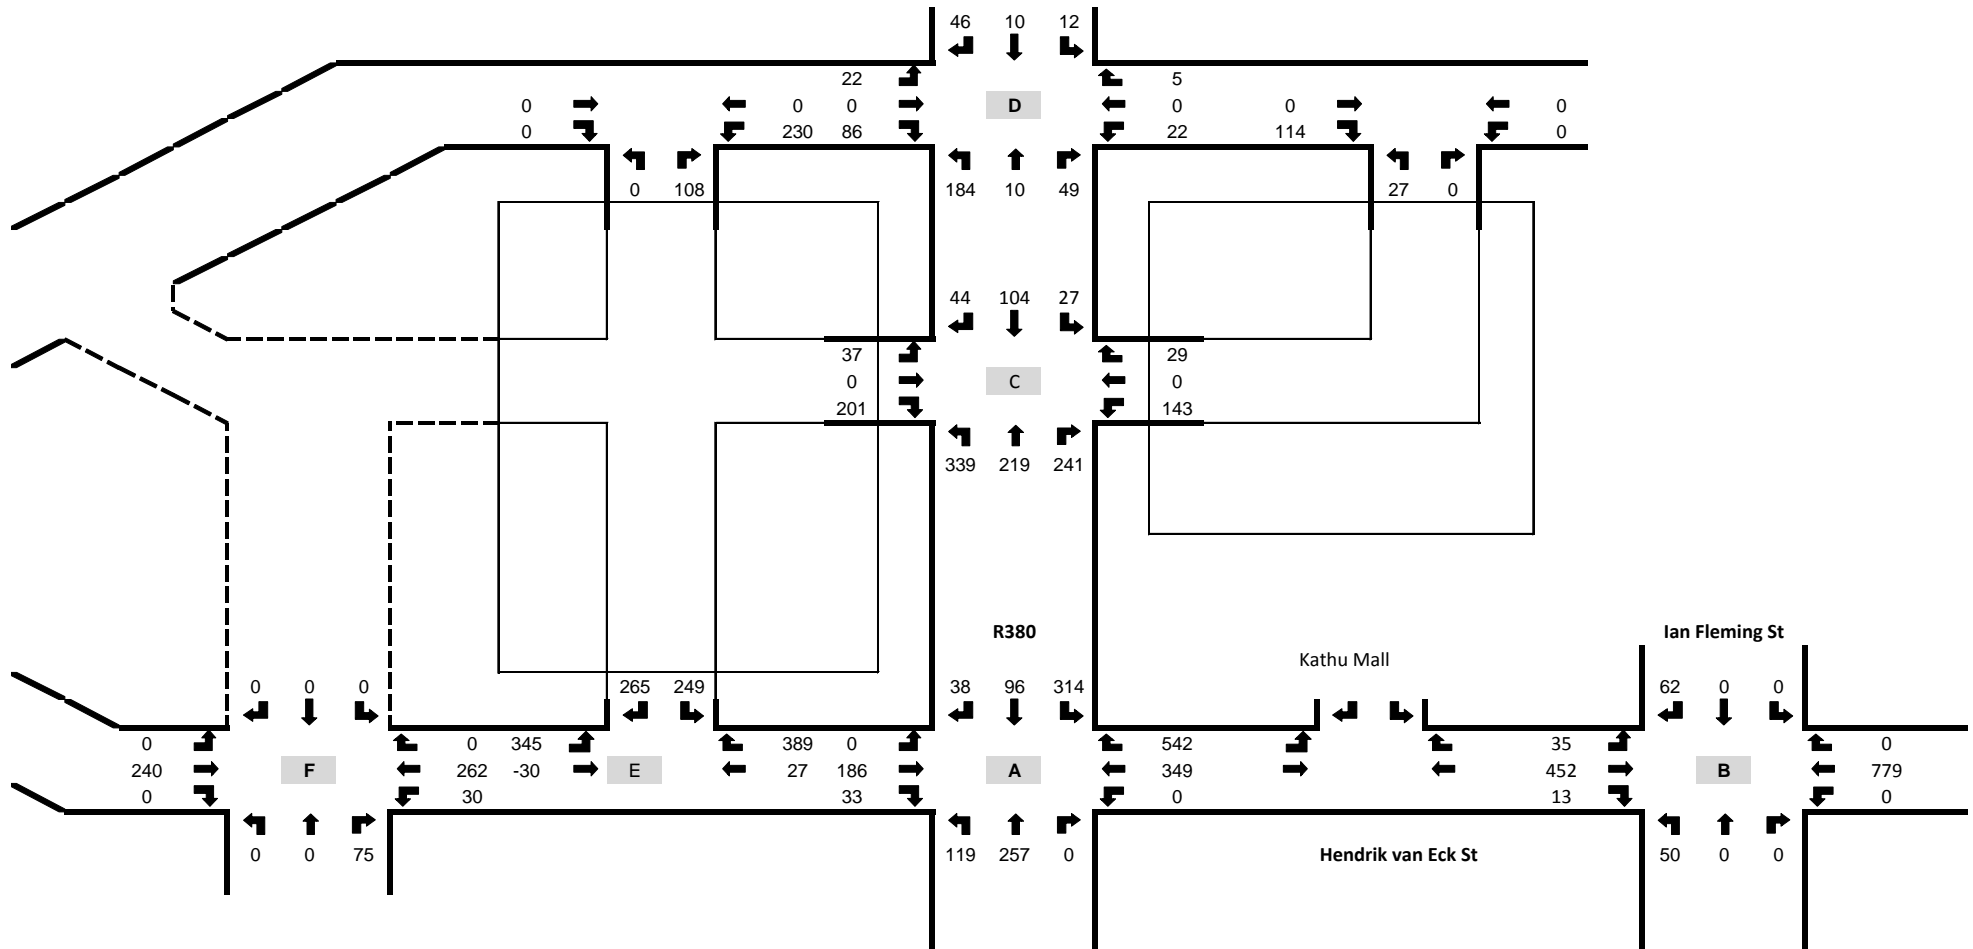 46 10 12
22 5
0 0 0 D 0 0 0
0 230 86 22 114 0
0 108 184 10 49 27 0
44 104 27
37 29
0 C 0
201 143
339 219 241
R380 Ian Fleming St
Kathu Mall
0 0 0 265 249 38 96 314 62 0 0
0 0 345 389 0 542 35 0
240 F 262 -30 E 27 186 A 349 452 B 779
0 30 33 0 13 0
0 0 75 119 257 0 Hendrik van Eck St 50 0 0